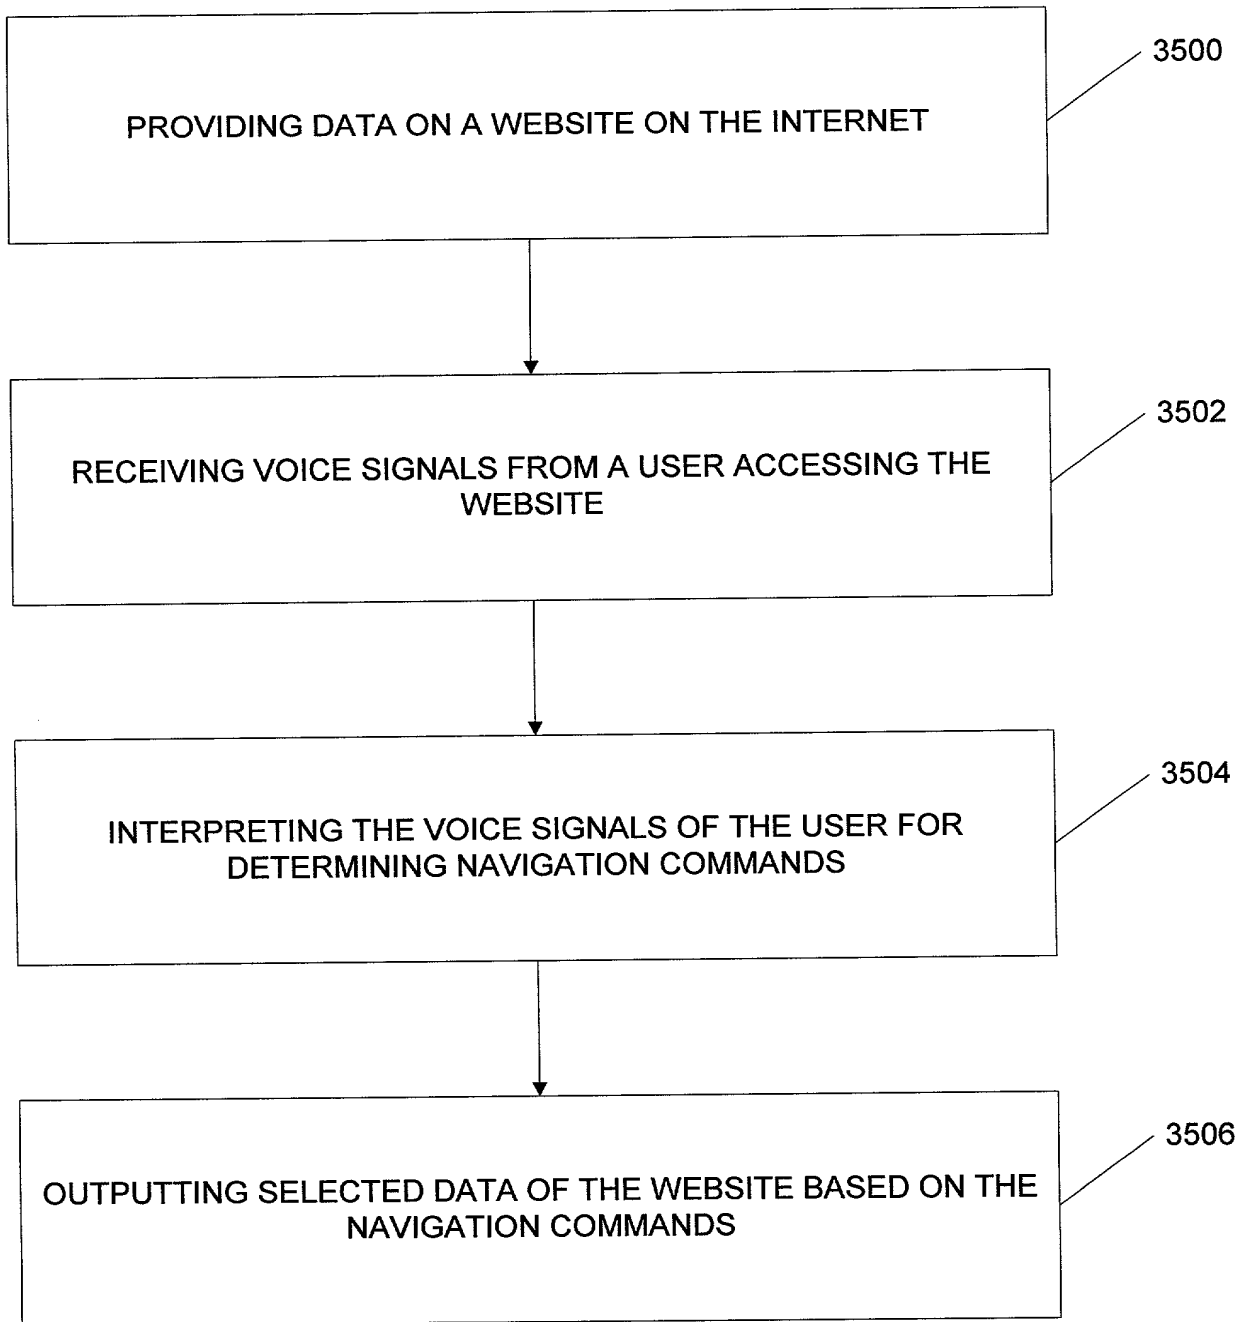 3500
PROVIDING DATA ON A WEBSITE ON THE INTERNET
3502
RECEIVING VOICE SIGNALS FROM A USER ACCESSING THE
WEBSITE
3504
INTERPRETING THE VOICE SIGNALS OF THE USER FOR
DETERMINING NAVIGATION COMMANDS
3506
OUTPUTTING SELECTED DATA OF THE WEBSITE BASED ON THE
NAVIGATION COMMANDS